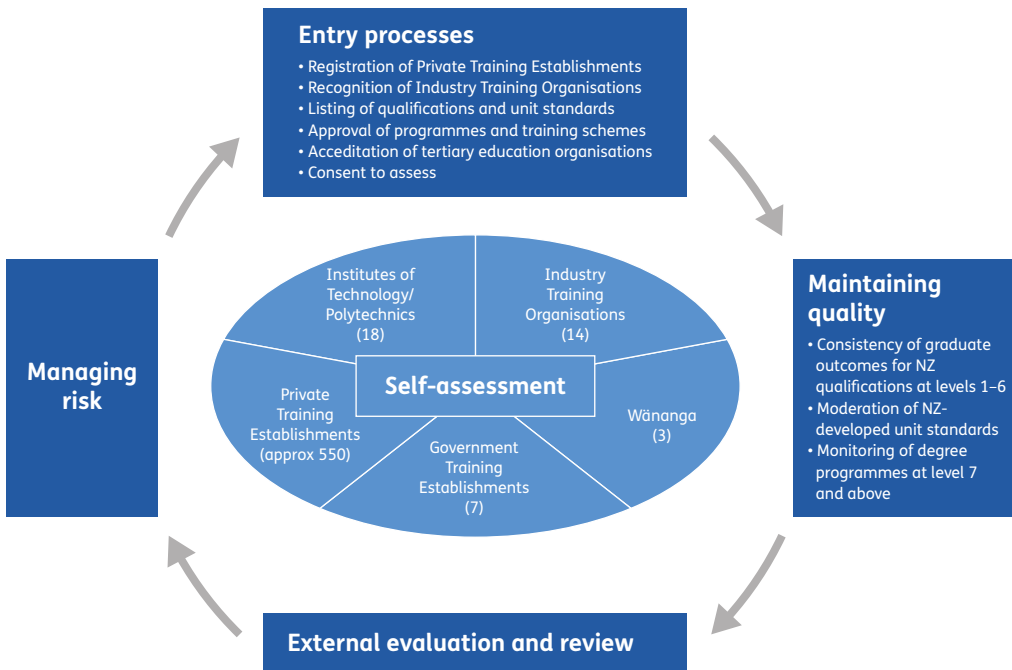 Entry processes
• Registration of Private Training Establishments
• Recognition of Industry Training Organisations
• Listing of qualifications and unit standards
• Approval of programmes and training schemes
• Acceditation of tertiary education organisations
• Consent to assess
Maintaining
quality
• Consistency of graduate
outcomes for NZ
qualifications at levels 1–6
• Moderation of NZ-
developed unit standards
• Monitoring of degree
programmes at level 7
and above
External evaluation and review
Managing
risk
Institutes of
Technology/
Polytechnics
(18)
Industry
Training
Organisations
(14)
Self-assessment
Private
Training
Establishments
(approx 550)
Government
Training
Establishments
(7)
Wānanga
(3)